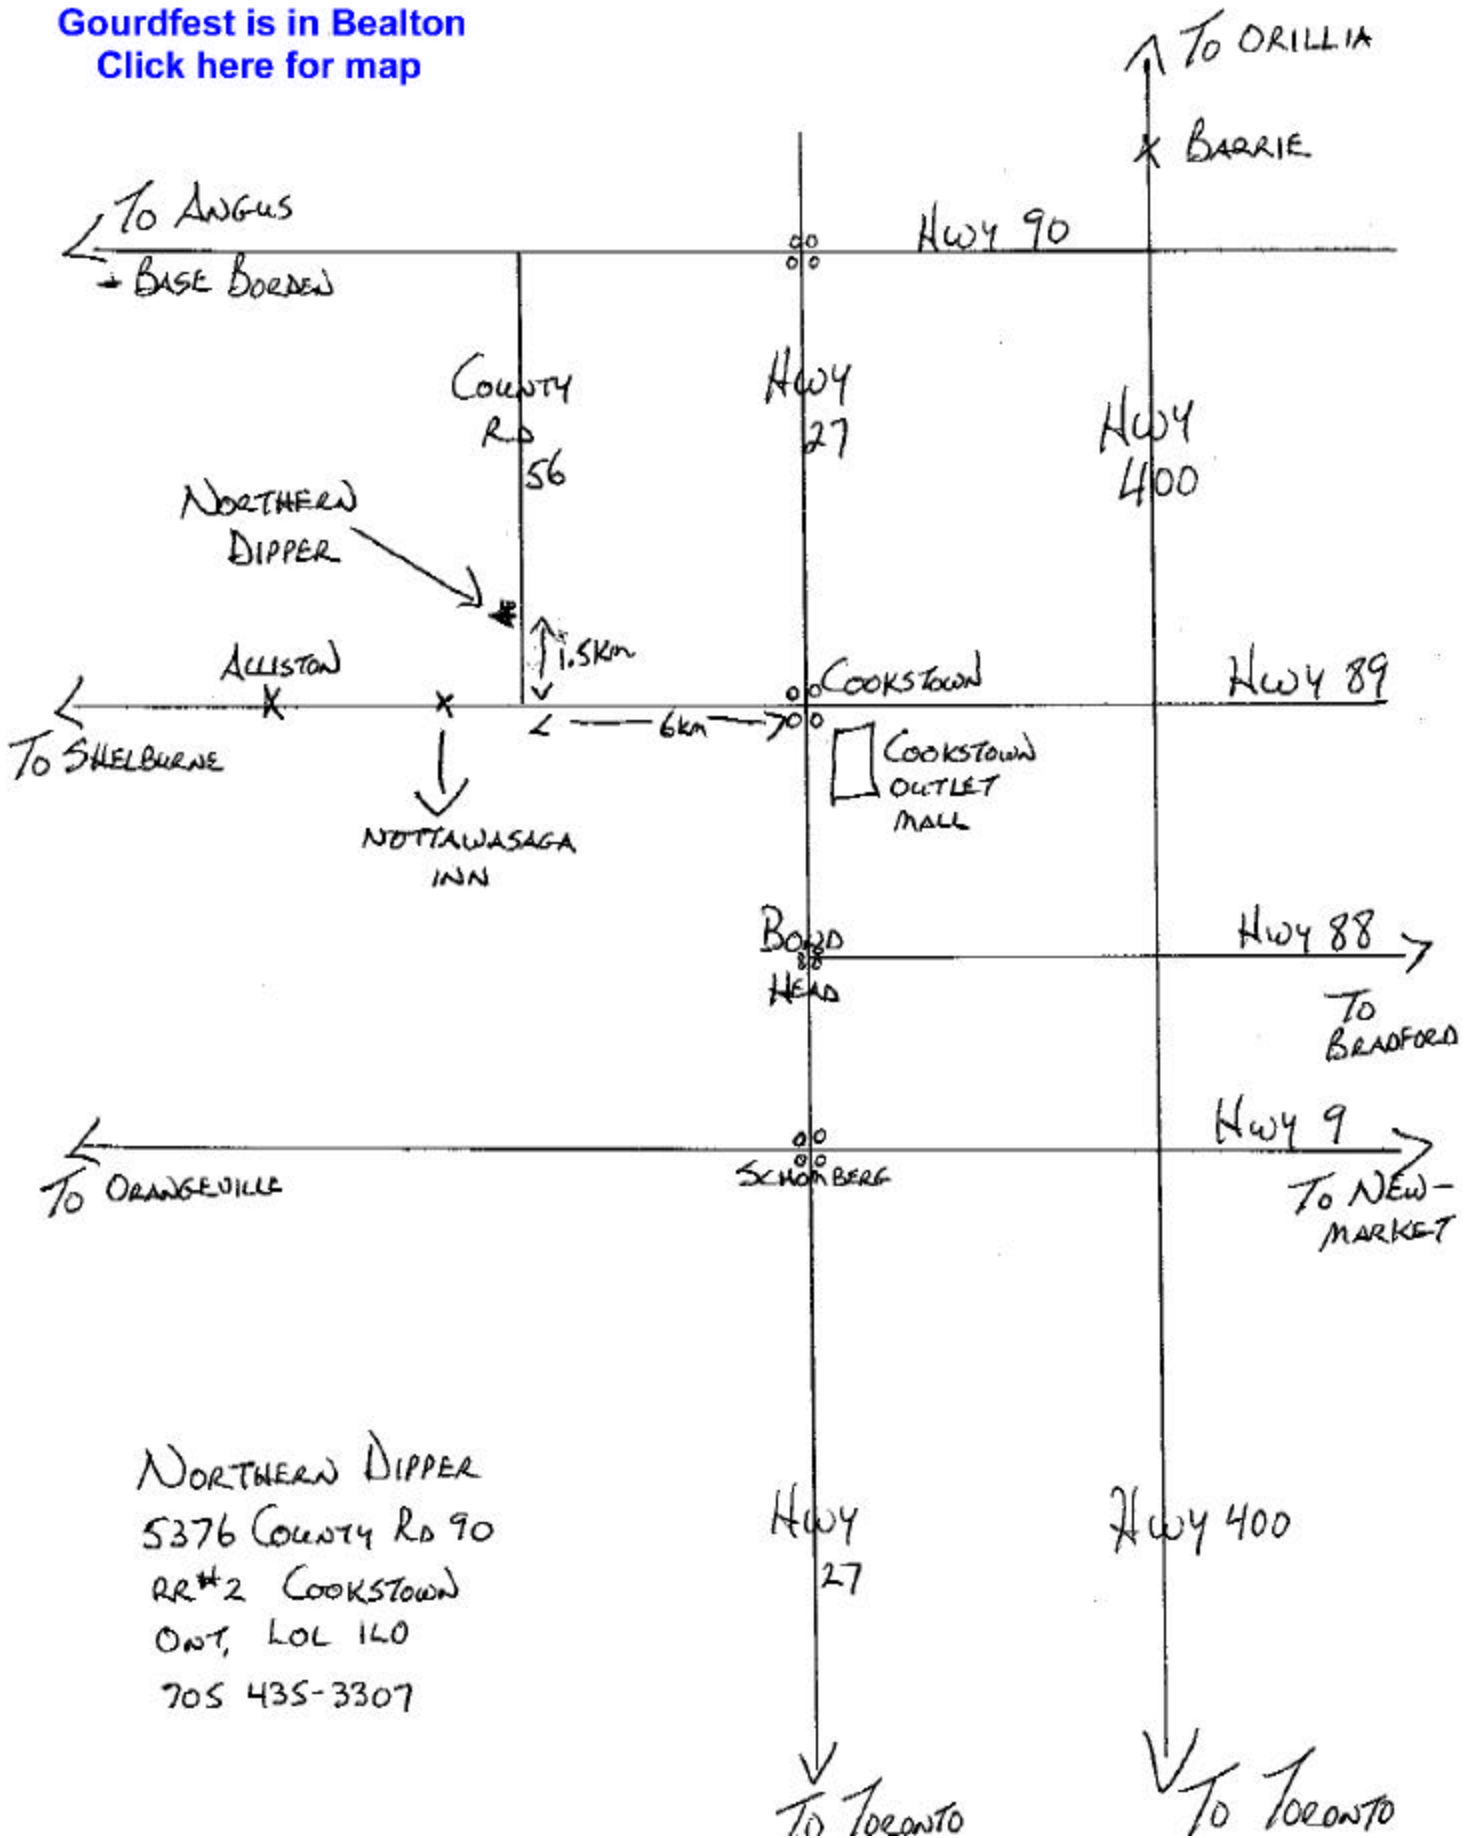 Gourdfest is in Bealton
Click here for map
To ORILLIA
BARRIE
To ANGUS
+ BASE BORDEN
Hwy 90
COUNTY
RD
56
Hwy
27
Hwy
400
NORTHERN
DIPPER
1.5Km
ALLISTON
COOKSTOWN
Hwy 89
6km
To SHELBURNE
COOKSTOWN
OUTLET
MALL
NOTTAWASAGA
INN
BOND
HEAD
Hwy 88
To
BRADFORD
Hwy 9
To ORANGEVILLE
SCHOMBERG
To NEW-
MARKET
NORTHERN DIPPER
5376 COUNTY RD 90
RR#2 COOKSTOWN
ONT, LOL 1L0
705 435-3307
Hwy
27
Hwy 400
To TORONTO
To TORONTO